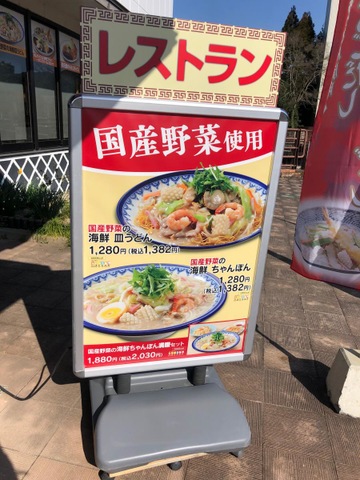 レストラン
国産野菜使用
国産野菜の
海鮮 皿うどん
1,280円(税込1,382円)
国産野菜の
海鮮 ちゃんぽん
1,280円
(税込1,382円)
国産野菜の海鮮ちゃんぽん満腹セット
1,880円(税込2,030円)